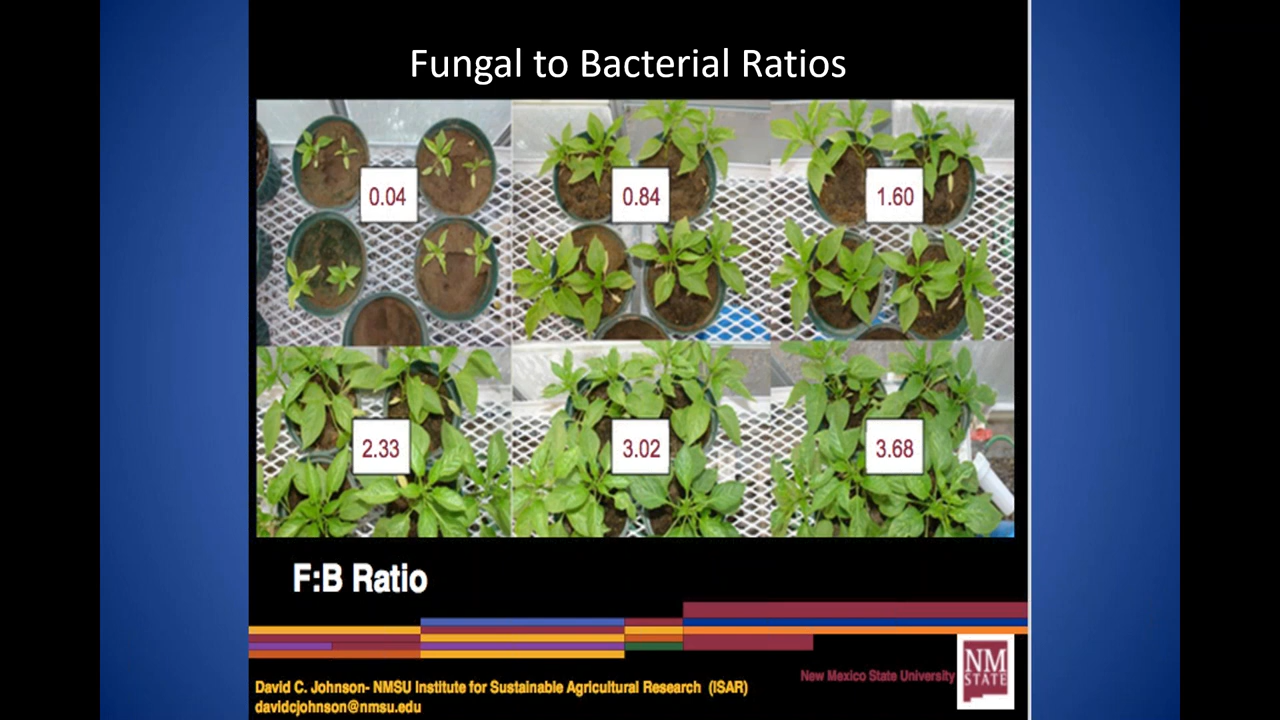 Fungal to Bacterial Ratios
0.04
0.84
1.60
2.33
3.02
3.68
F:B Ratio
New Mexico State University
NM
STATE
David C. Johnson- NMSU Institute for Sustainable Agricultural Research (ISAR)
davidcjohnson@nmsu.edu